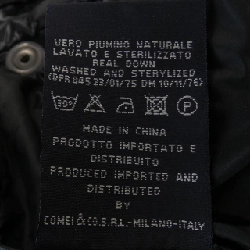 VERO PIUMINO NATURALE
LAVATO E STERILIZZATO
REAL DOWN
WASHED AND STERYLIZED
(DPR 845 23/01/75 DM 10/11/76)
30°
MADE IN CHINA
PRODOTTO IMPORTATO E
DISTRIBUITO
PRODUCED IMPORTED AND
DISTRIBUTED
BY
COMEI&CO.S.R.L-MILANO-ITALY